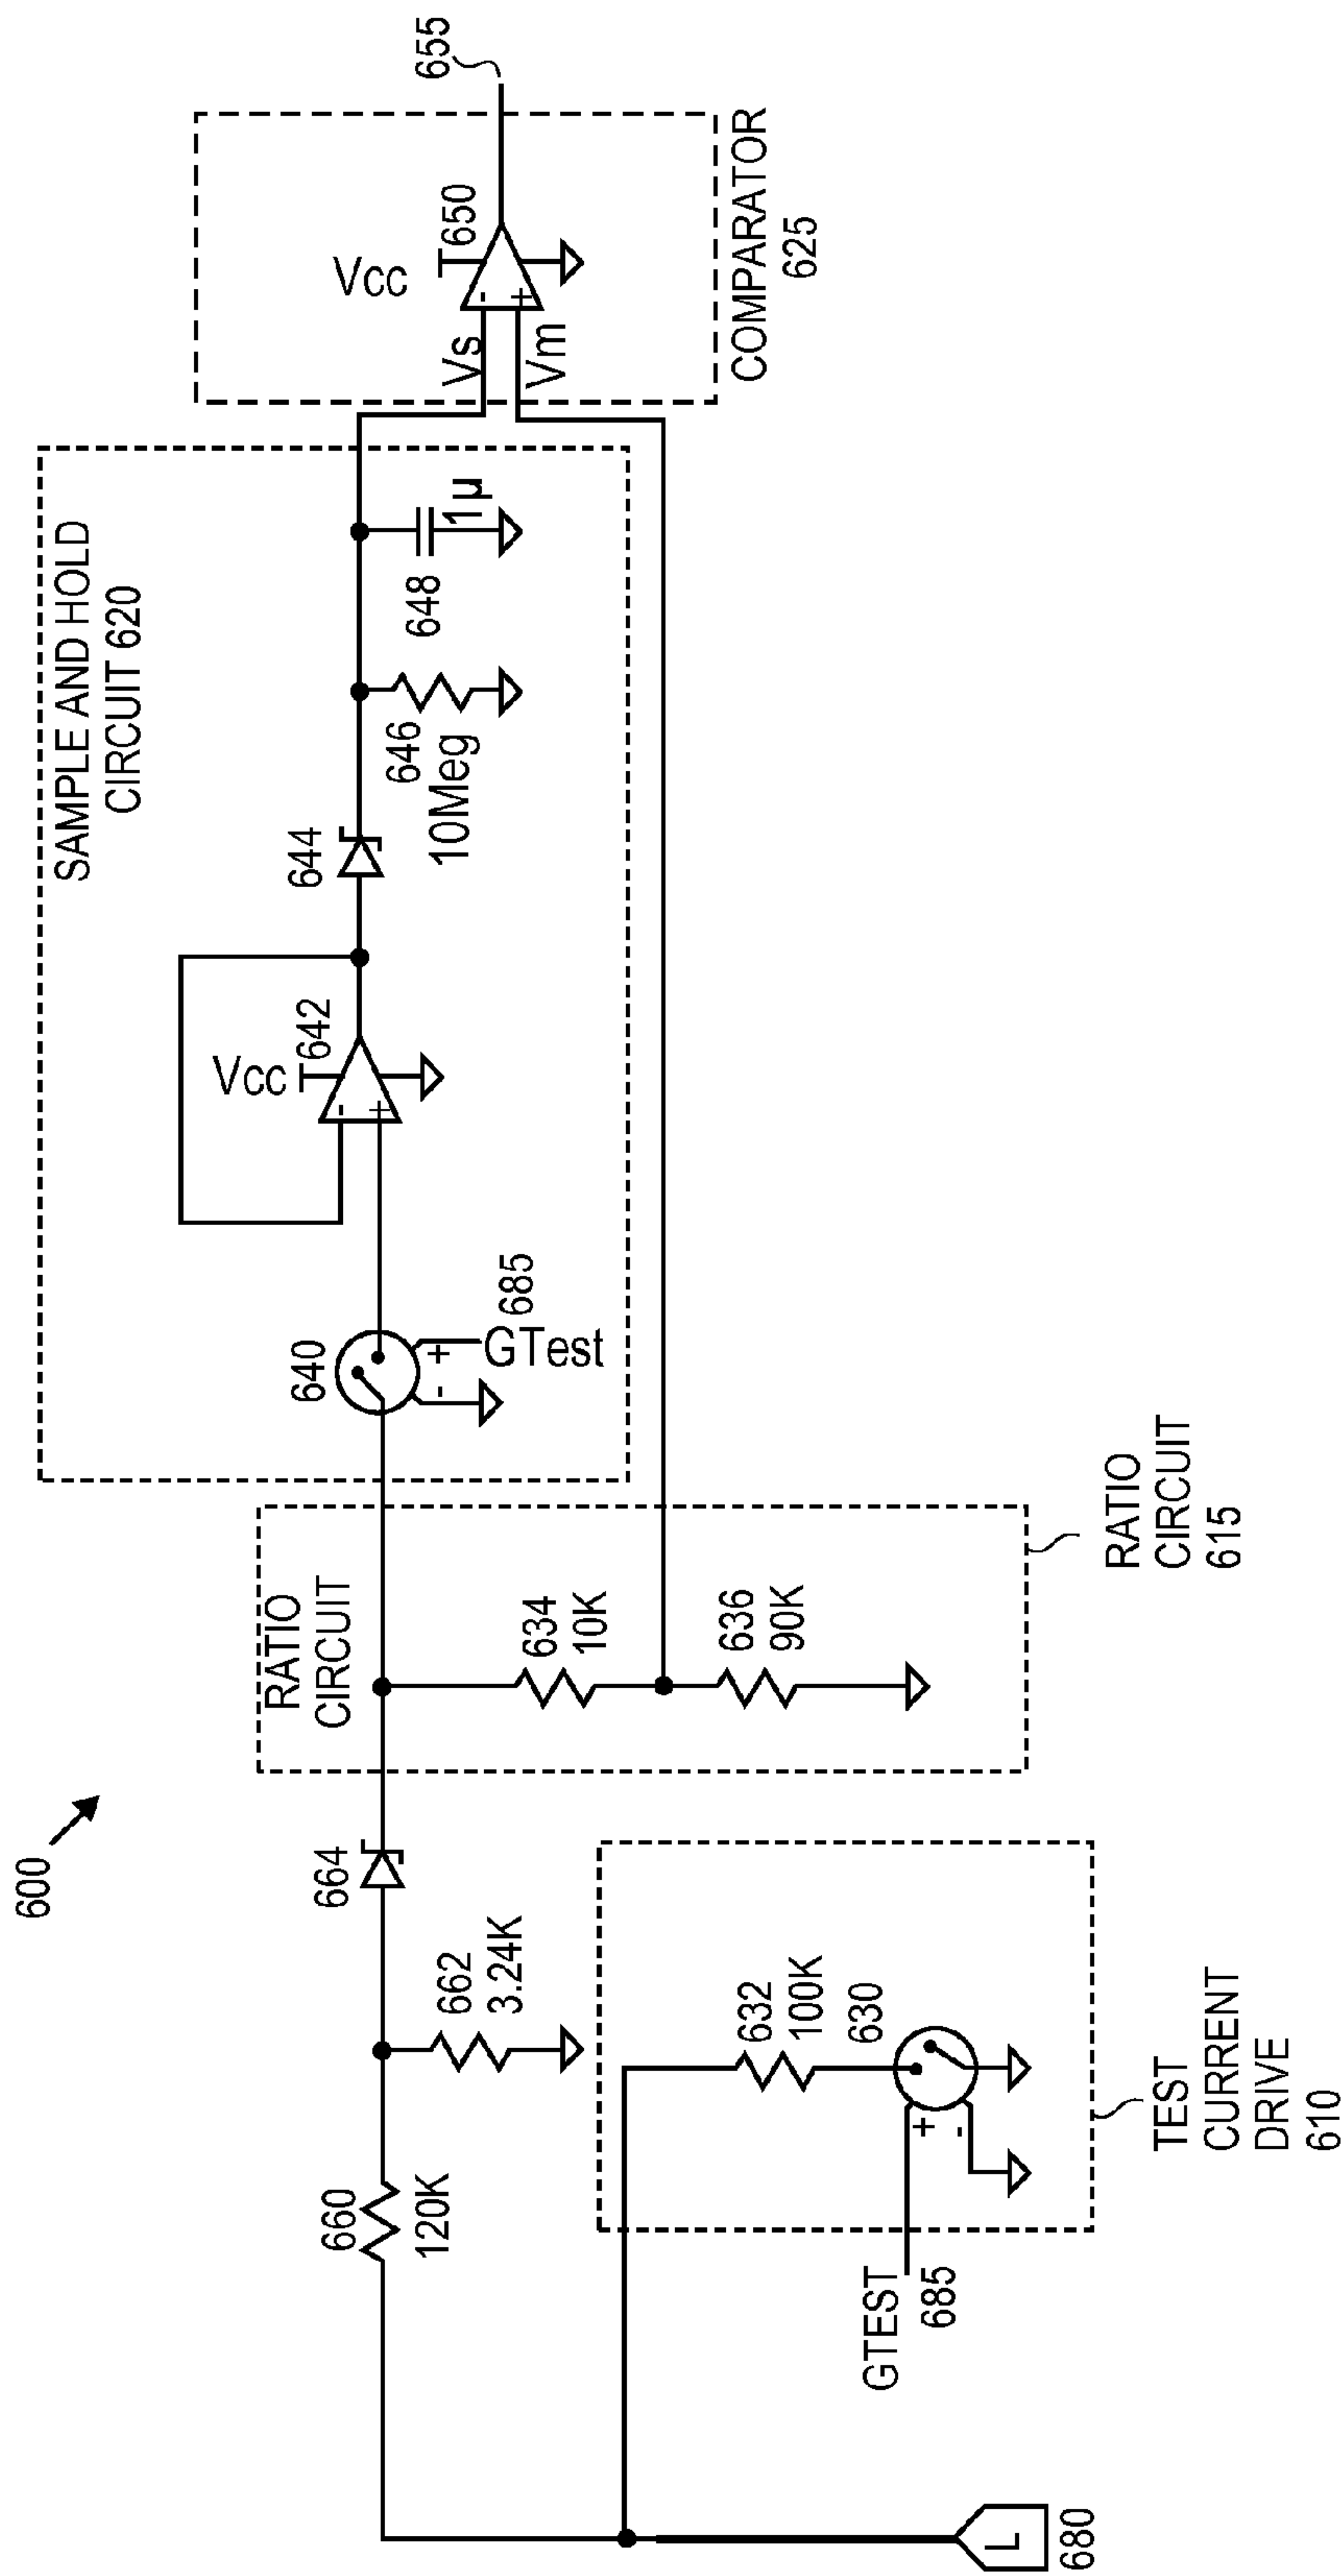 600
SAMPLE AND HOLD
CIRCUIT 620
655
Vcc
650
Vs
-
+
Vm
COMPARATOR
625
644
646
10Meg
648
1µ
Vcc
642
-
+
640
-
+
GTest
685
RATIO
CIRCUIT
634
10K
636
90K
RATIO
CIRCUIT
615
664
662
3.24K
660
120K
632
100K
630
+
-
GTEST
685
TEST
CURRENT
DRIVE
610
L
680